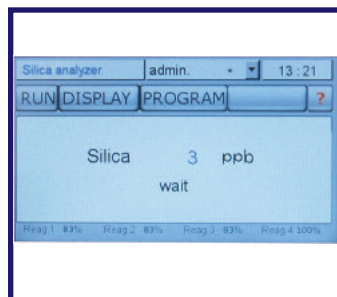 Silica analyzer admin. 13:21
RUN DISPLAY PROGRAM ?
Silica 3 ppb
wait
Reag 1 83% Reag 2 83% Reag 3 83% Reag 4 100%